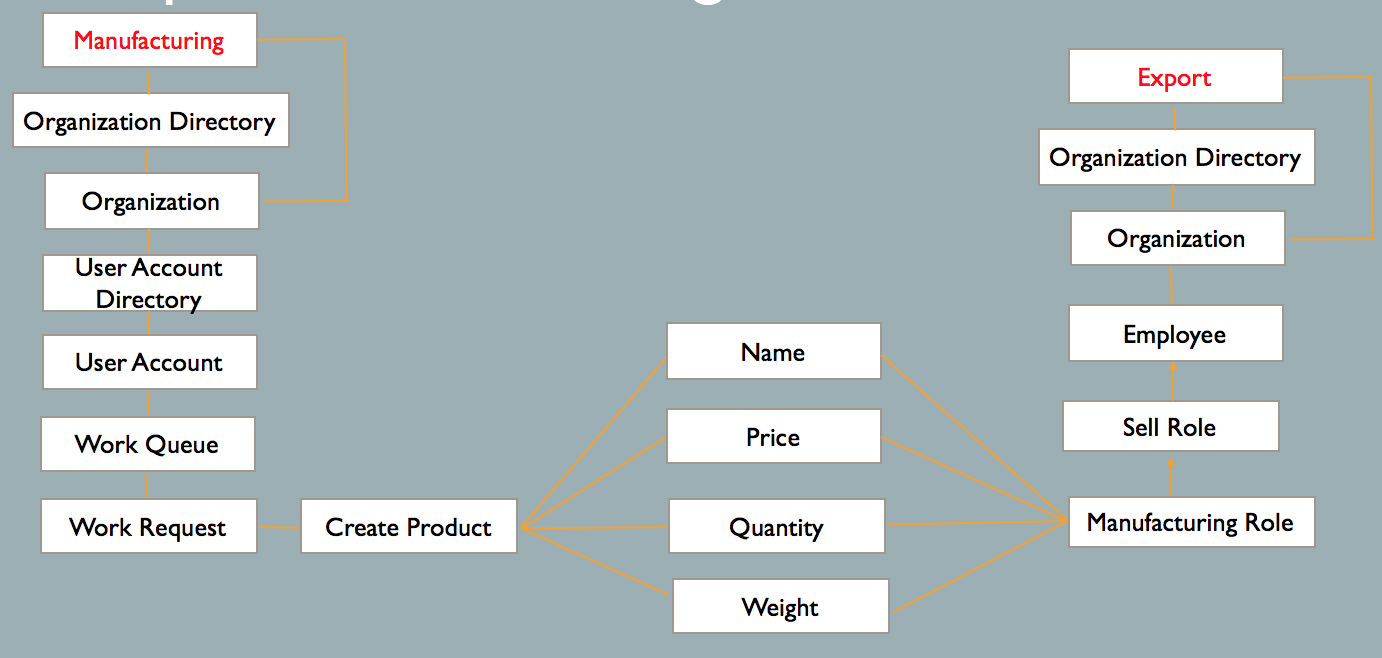 Manufacturing
Organization Directory
Organization
User Account
Directory
User Account
Work Queue
Work Request
Create Product
Name
Price
Quantity
Weight
Export
Organization Directory
Organization
Employee
Sell Role
Manufacturing Role